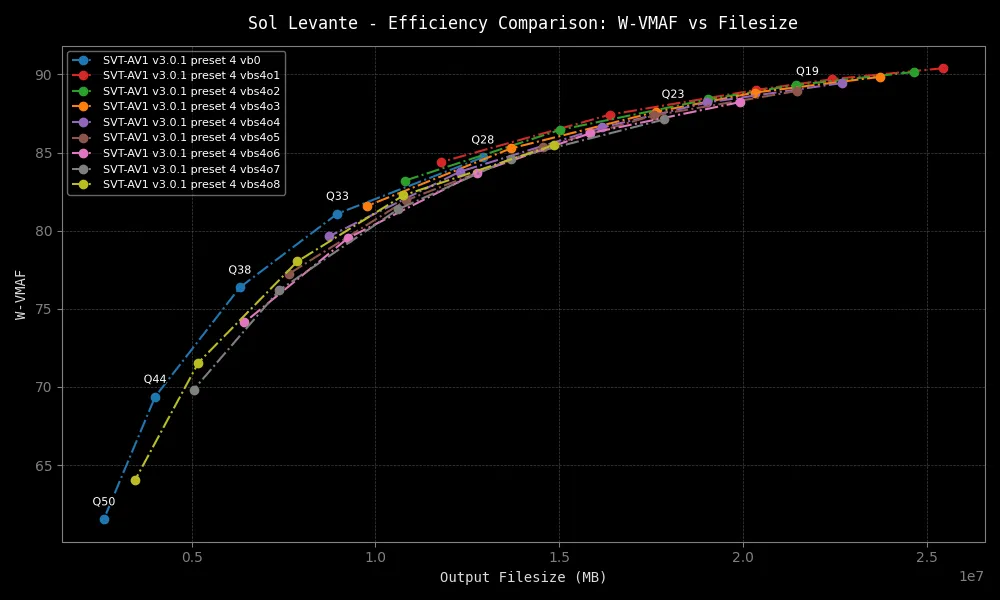 Sol Levante - Efficiency Comparison: W-VMAF vs Filesize
SVT-AV1 v3.0.1 preset 4 vb0
SVT-AV1 v3.0.1 preset 4 vbs4o1
SVT-AV1 v3.0.1 preset 4 vbs4o2
SVT-AV1 v3.0.1 preset 4 vbs4o3
SVT-AV1 v3.0.1 preset 4 vbs4o4
SVT-AV1 v3.0.1 preset 4 vbs4o5
SVT-AV1 v3.0.1 preset 4 vbs4o6
SVT-AV1 v3.0.1 preset 4 vbs4o7
SVT-AV1 v3.0.1 preset 4 vbs4o8
W-VMAF
90
85
80
75
70
65
Q19
Q23
Q28
Q33
Q38
Q44
Q50
0.5 1.0 1.5 2.0 2.5
1e7
Output Filesize (MB)